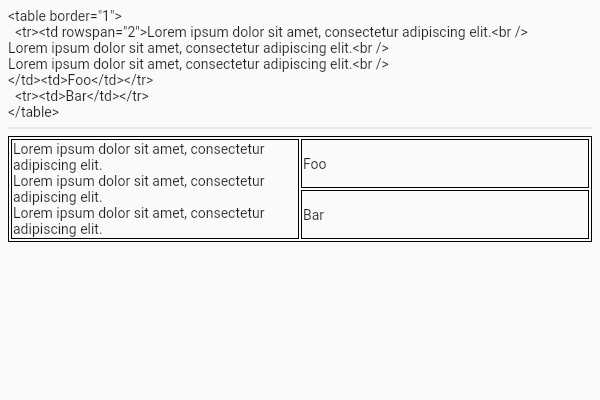 <table border="1">
  <tr><td rowspan="2">Lorem ipsum dolor sit amet, consectetur adipiscing elit.<br />
Lorem ipsum dolor sit amet, consectetur adipiscing elit.<br />
Lorem ipsum dolor sit amet, consectetur adipiscing elit.<br />
</td><td>Foo</td></tr>
  <tr><td>Bar</td></tr>
</table>
Lorem ipsum dolor sit amet, consectetur
adipiscing elit.
Lorem ipsum dolor sit amet, consectetur
adipiscing elit.
Lorem ipsum dolor sit amet, consectetur
adipiscing elit.
Foo
Bar